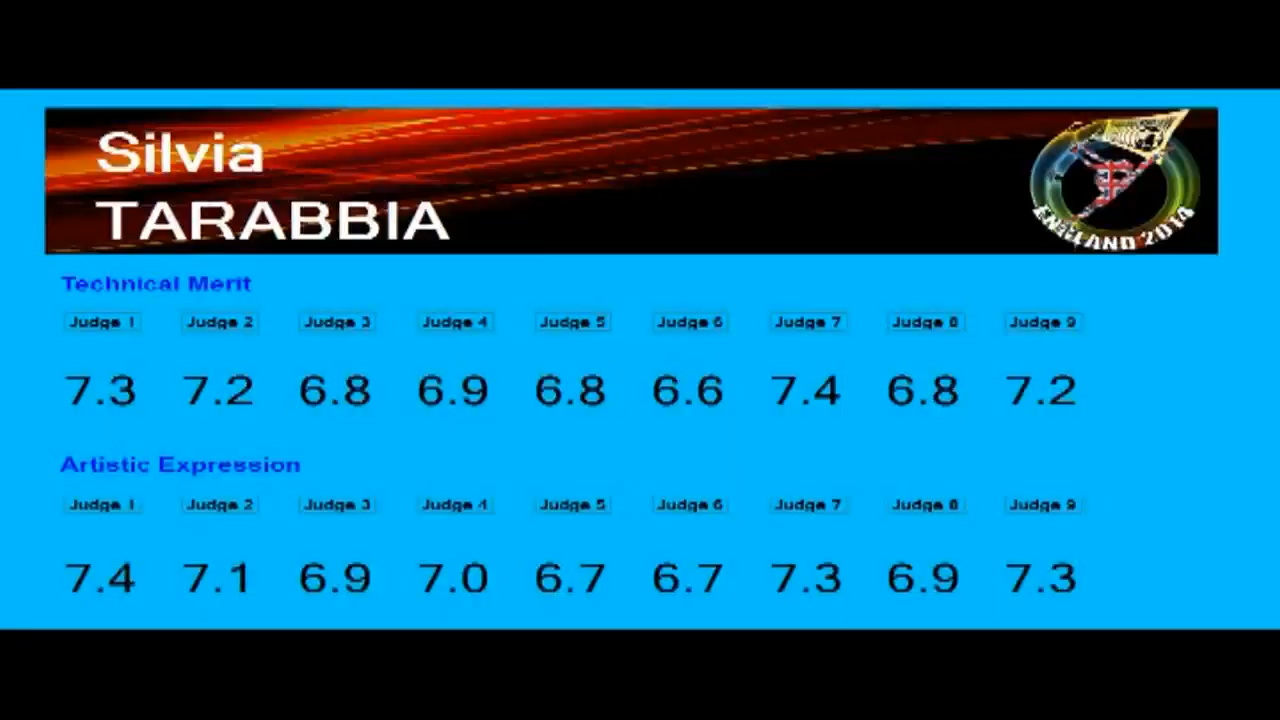 Silvia
TARABBIA
ENGLAND 2014
Technical Merit
Judge 1 Judge 2 Judge 3 Judge 4 Judge 5 Judge 6 Judge 7 Judge 8 Judge 9
7.3 7.2 6.8 6.9 6.8 6.6 7.4 6.8 7.2
Artistic Expression
Judge 1 Judge 2 Judge 3 Judge 4 Judge 5 Judge 6 Judge 7 Judge 8 Judge 9
7.4 7.1 6.9 7.0 6.7 6.7 7.3 6.9 7.3